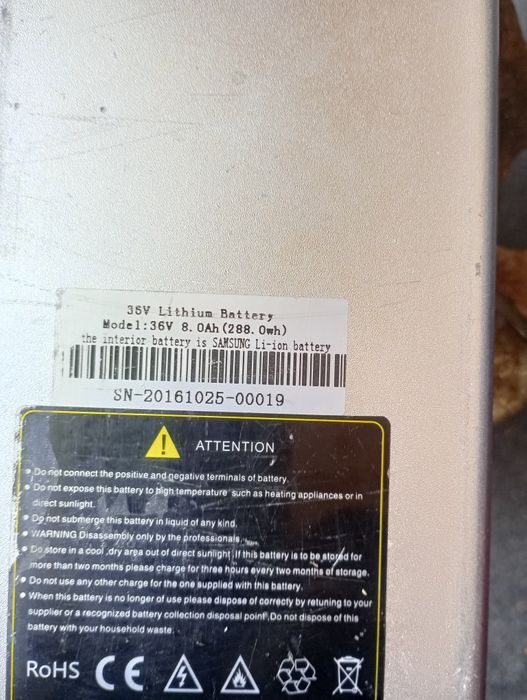 36V Lithium Battery
Model:36V 8.0Ah(288.0wh)
the interior battery is SAMSUNG Li-ion battery
SN-20161025-00019
ATTENTION
• Do not connect the positive and negative terminals of battery.
• Do not expose this battery to high temperature such as heating appliances or in
direct sunlight.
• Do not submerge this battery in liquid of any kind.
• WARNING Disassembly only by the professionals.
• Do store in a cool ,dry area out of direct sunlight .If this battery is to be stored for
more than two months please charge for three hours every two months of storage.
• Do not use any other charge for the one supplied with this battery.
• When this battery is no longer of use please dispose of correcty by retuning to your
supplier or a recognized battery collection disposal point .Do not dispose of this
battery with your household waste.
RoHS CE